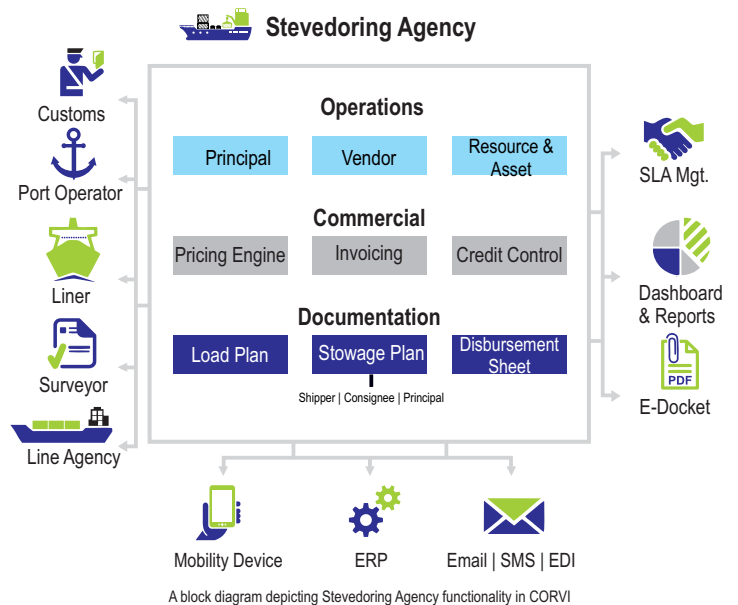 Stevedoring Agency
Customs
Port Operator
Liner
Surveyor
Line Agency
Operations
Principal
Vendor
Resource &
Asset
Commercial
Pricing Engine
Invoicing
Credit Control
Documentation
Load Plan
Stowage Plan
Disbursement
Sheet
Shipper | Consignee | Principal
SLA Mgt.
Dashboard
& Reports
PDF
E-Docket
Mobility Device
ERP
Email | SMS | EDI
A block diagram depicting Stevedoring Agency functionality in CORVI